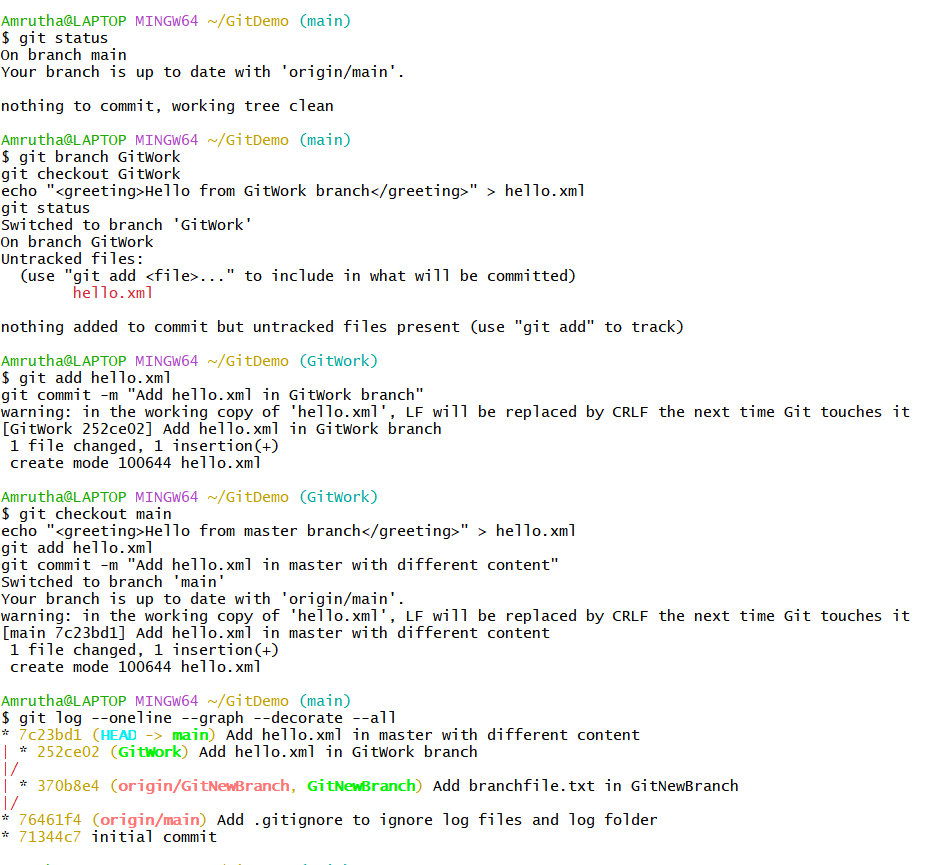 Amrutha@LAPTOP MINGW64 ~/GitDemo (main)
$ git status
On branch main
Your branch is up to date with 'origin/main'.
nothing to commit, working tree clean
Amrutha@LAPTOP MINGW64 ~/GitDemo (main)
$ git branch GitWork
git checkout GitWork
echo "<greeting>Hello from GitWork branch</greeting>" > hello.xml
git status
Switched to branch 'GitWork'
On branch GitWork
Untracked files:
  (use "git add <file>..." to include in what will be committed)
        hello.xml
nothing added to commit but untracked files present (use "git add" to track)
Amrutha@LAPTOP MINGW64 ~/GitDemo (GitWork)
$ git add hello.xml
git commit -m "Add hello.xml in GitWork branch"
warning: in the working copy of 'hello.xml', LF will be replaced by CRLF the next time Git touches it
[GitWork 252ce02] Add hello.xml in GitWork branch
 1 file changed, 1 insertion(+)
 create mode 100644 hello.xml
Amrutha@LAPTOP MINGW64 ~/GitDemo (GitWork)
$ git checkout main
echo "<greeting>Hello from master branch</greeting>" > hello.xml
git add hello.xml
git commit -m "Add hello.xml in master with different content"
Switched to branch 'main'
Your branch is up to date with 'origin/main'.
warning: in the working copy of 'hello.xml', LF will be replaced by CRLF the next time Git touches it
[main 7c23bd1] Add hello.xml in master with different content
 1 file changed, 1 insertion(+)
 create mode 100644 hello.xml
Amrutha@LAPTOP MINGW64 ~/GitDemo (main)
$ git log --oneline --graph --decorate --all
* 7c23bd1 (HEAD -> main) Add hello.xml in master with different content
| * 252ce02 (GitWork) Add hello.xml in GitWork branch
|/
| * 370b8e4 (origin/GitNewBranch, GitNewBranch) Add branchfile.txt in GitNewBranch
|/
* 76461f4 (origin/main) Add .gitignore to ignore log files and log folder
* 71344c7 initial commit